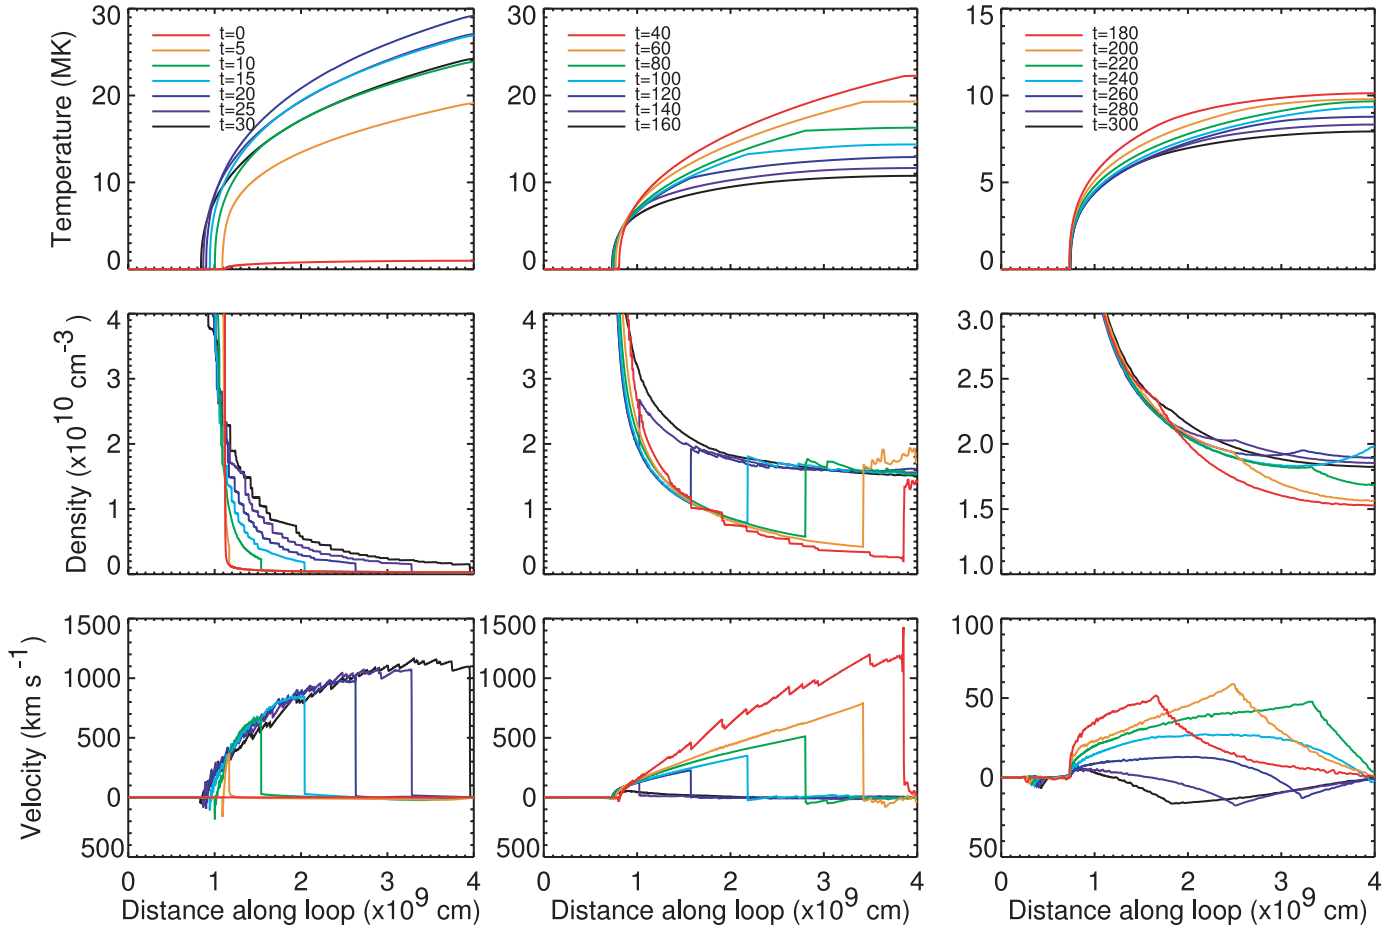 Temperature (MK)
30
20
10
0
t=0
t=5
t=10
t=15
t=20
t=25
t=30
30
20
10
0
t=40
t=60
t=80
t=100
t=120
t=140
t=160
15
10
5
0
t=180
t=200
t=220
t=240
t=260
t=280
t=300
Density (x10^10 cm^-3)
4
3
2
1
0
4
3
2
1
0
3.0
2.5
2.0
1.5
1.0
Velocity (km s^-1)
1500
1000
500
0
500
1500
1000
500
0
500
100
50
0
50
0 1 2 3 4
0 1 2 3 4
0 1 2 3 4
Distance along loop (x10^9 cm)
Distance along loop (x10^9 cm)
Distance along loop (x10^9 cm)